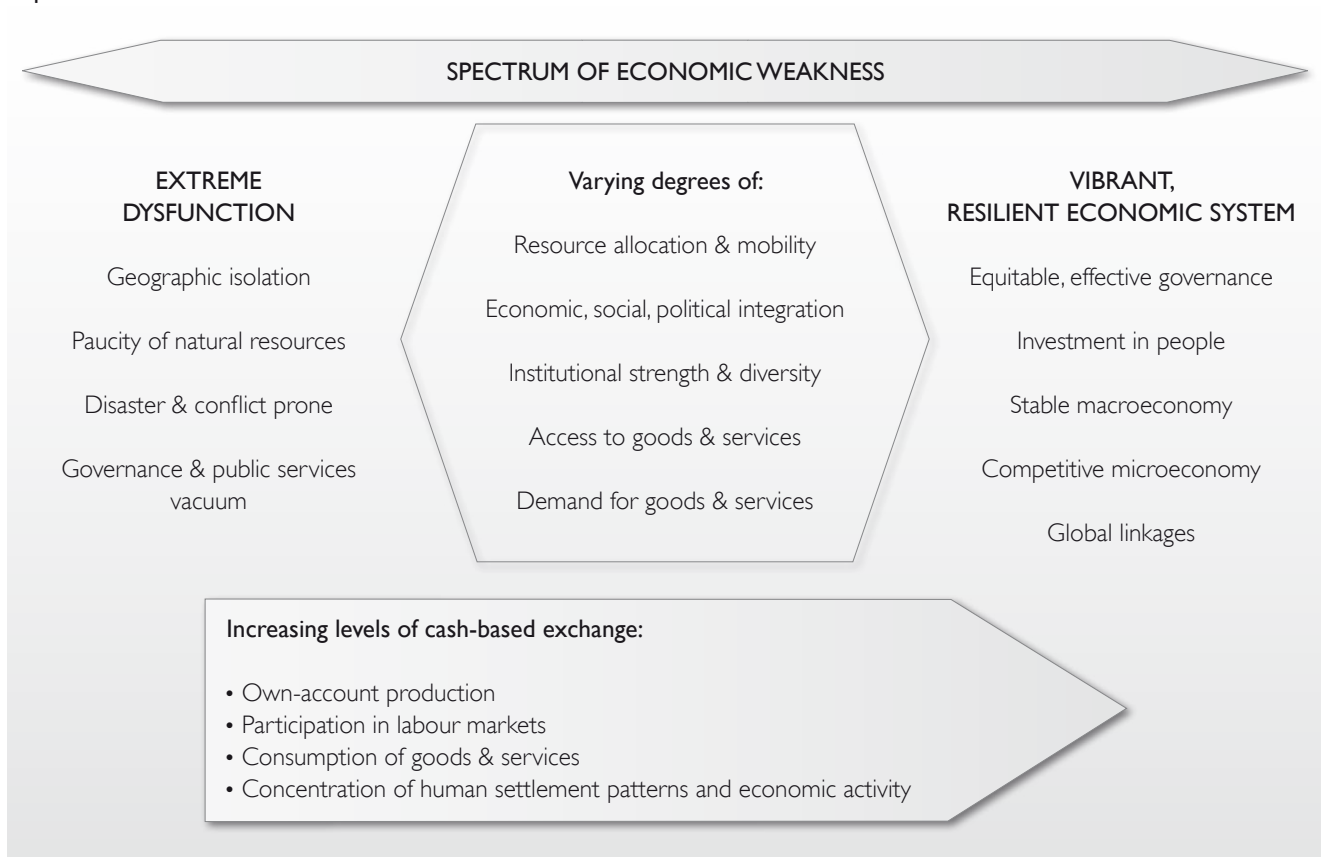 SPECTRUM OF ECONOMIC WEAKNESS
EXTREME
DYSFUNCTION
Geographic isolation
Paucity of natural resources
Disaster & conflict prone
Governance & public services
vacuum
Varying degrees of:
Resource allocation & mobility
Economic, social, political integration
Institutional strength & diversity
Access to goods & services
Demand for goods & services
VIBRANT,
RESILIENT ECONOMIC SYSTEM
Equitable, effective governance
Investment in people
Stable macroeconomy
Competitive microeconomy
Global linkages
Increasing levels of cash-based exchange:
• Own-account production
• Participation in labour markets
• Consumption of goods & services
• Concentration of human settlement patterns and economic activity